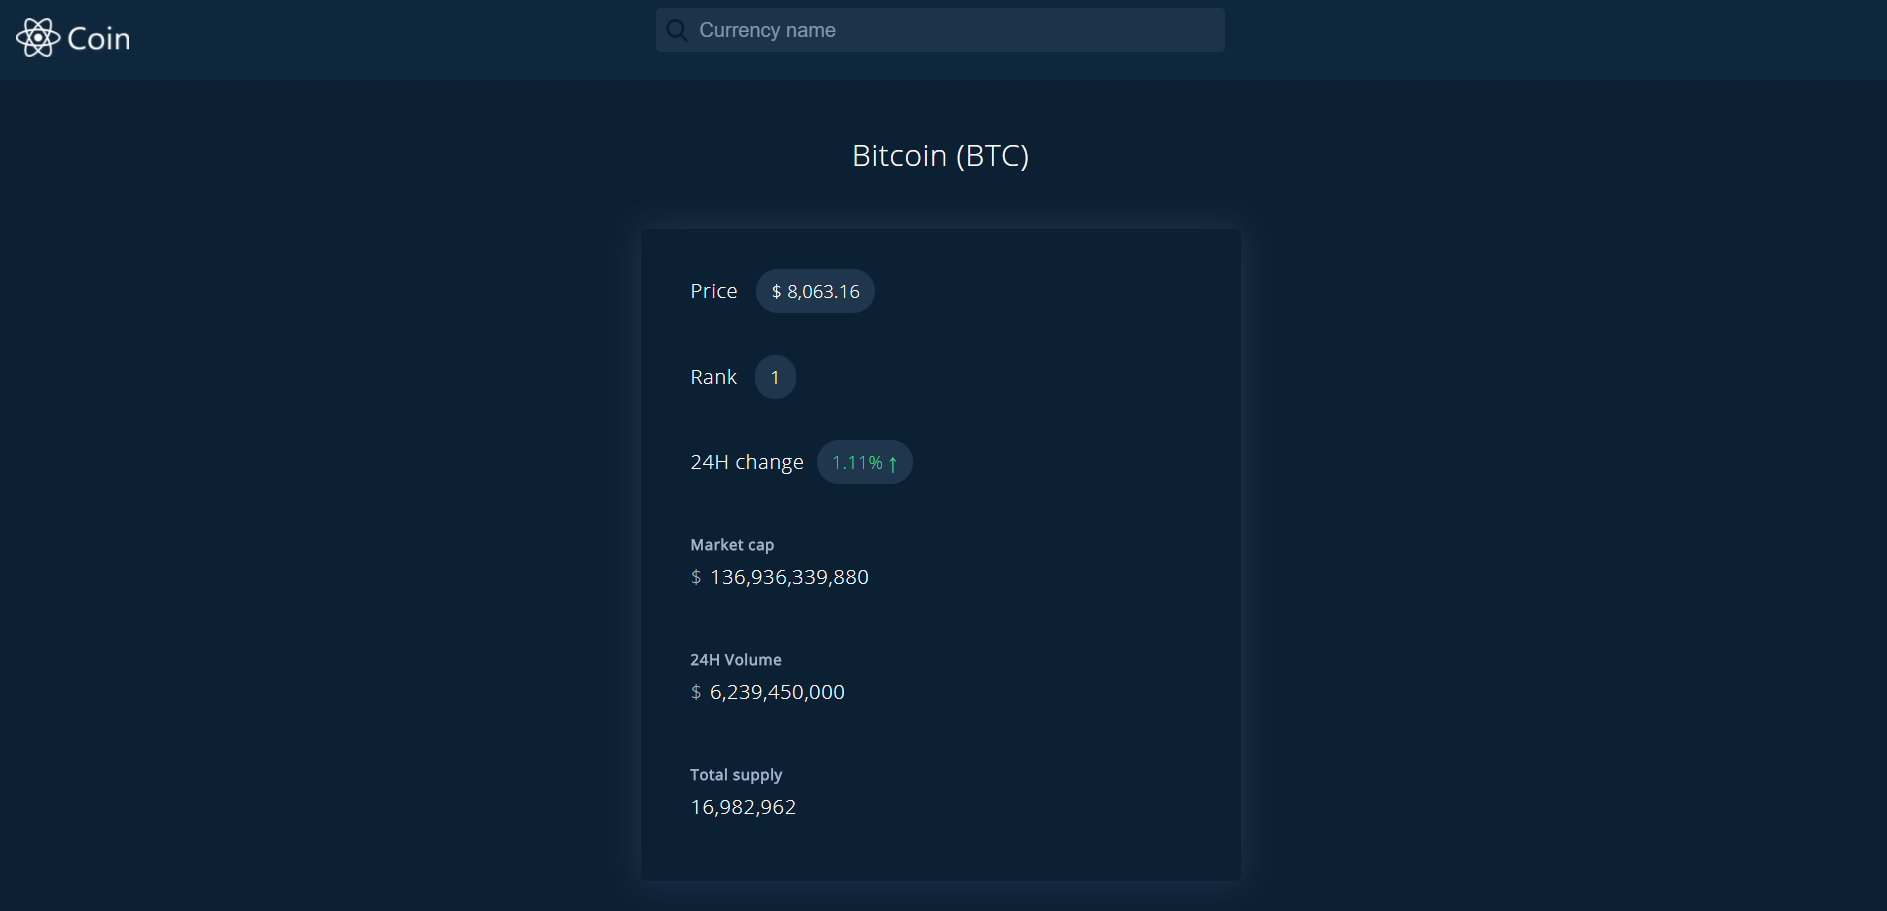 Coin
Currency name
Bitcoin (BTC)
Price $ 8,063.16
Rank 1
24H change 1.11% ↑
Market cap
$ 136,936,339,880
24H Volume
$ 6,239,450,000
Total supply
16,982,962